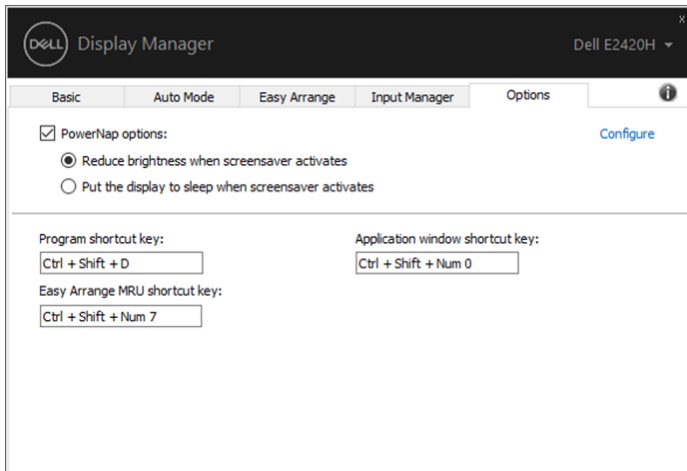 x
DELL Display Manager
Dell E2420H
Basic
Auto Mode
Easy Arrange
Input Manager
Options
i
PowerNap options:
Configure
Reduce brightness when screensaver activates
Put the display to sleep when screensaver activates
Program shortcut key:
Application window shortcut key:
Ctrl + Shift + D
Ctrl + Shift + Num 0
Easy Arrange MRU shortcut key:
Ctrl + Shift + Num 7